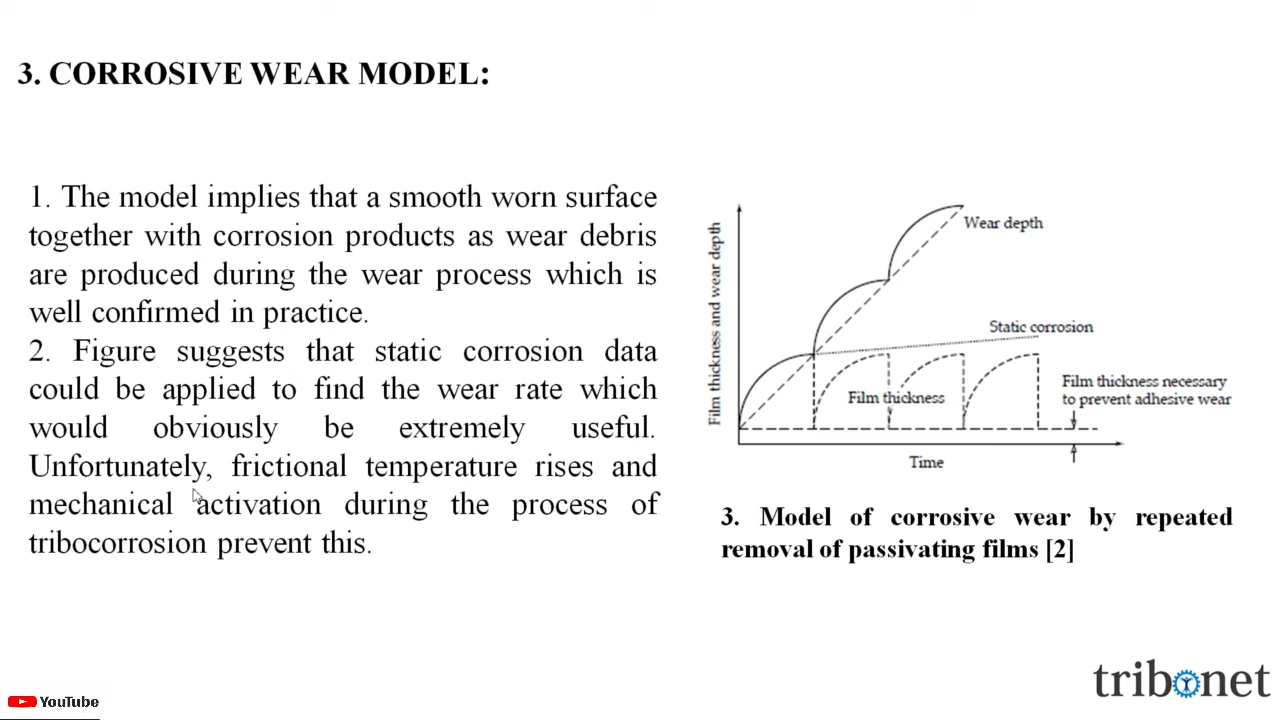 3. CORROSIVE WEAR MODEL:
1. The model implies that a smooth worn surface
together with corrosion products as wear debris
are produced during the wear process which is
well confirmed in practice.
2. Figure suggests that static corrosion data
could be applied to find the wear rate which
would obviously be extremely useful.
Unfortunately, frictional temperature rises and
mechanical activation during the process of
tribocorrosion prevent this.
Film thickness and wear depth
Wear depth
Static corrosion
Film thickness
Film thickness necessary
to prevent adhesive wear
Time
3. Model of corrosive wear by repeated
removal of passivating films [2]
tribonet
YouTube